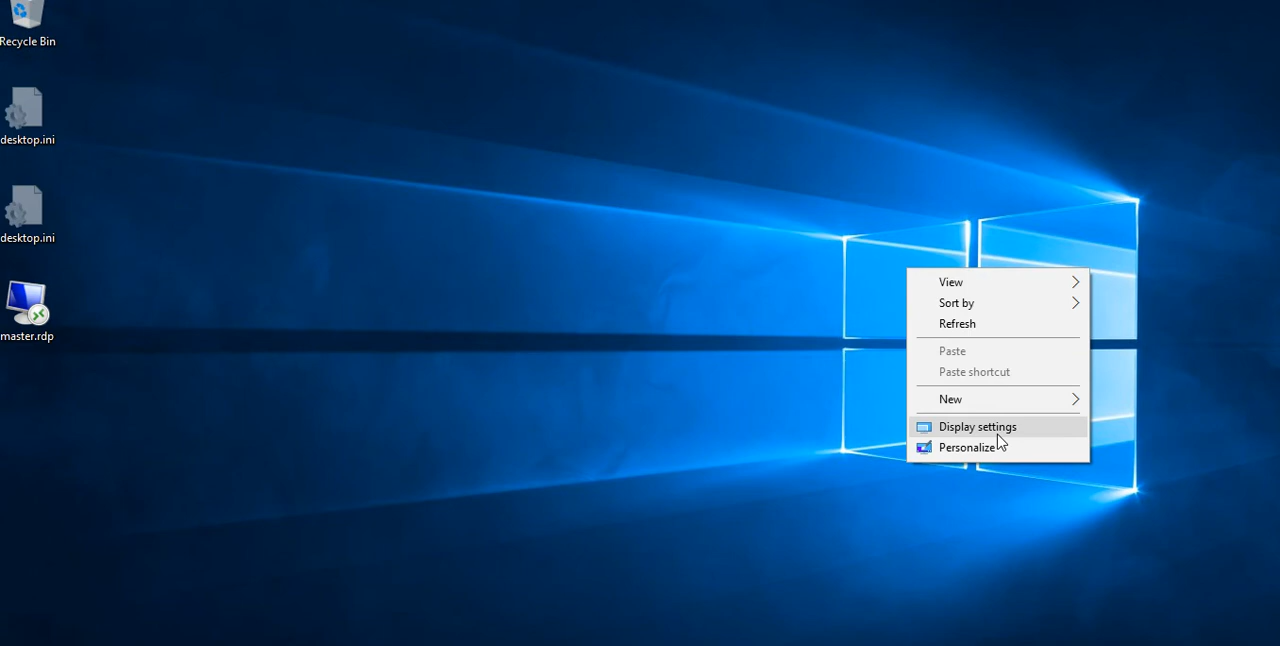 Recycle Bin
desktop.ini
desktop.ini
master.rdp
View
Sort by
Refresh
Paste
Paste shortcut
New
Display settings
Personalize